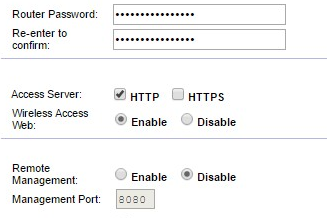 Router Password: ••••••••••••••••
Re-enter to
confirm: ••••••••••••••••
Access Server: HTTP HTTPS
Wireless Access
Web: Enable Disable
Remote
Management: Enable Disable
Management Port: 8080